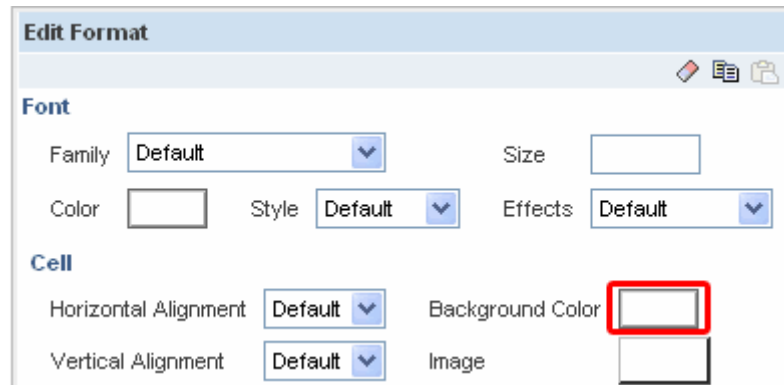 Edit Format
Font
Family Default Size
Color Style Default Effects Default
Cell
Horizontal Alignment Default Background Color
Vertical Alignment Default Image